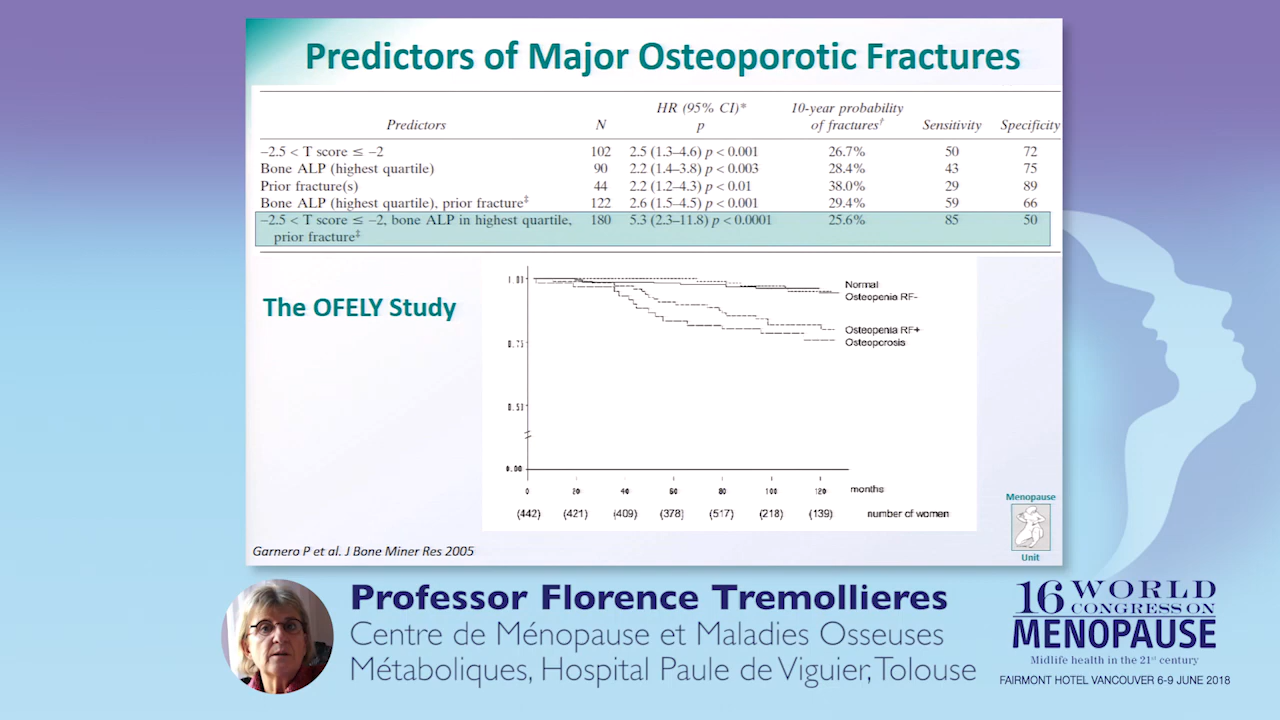 Predictors of Major Osteoporotic Fractures
Predictors N HR (95% CI)* p 10-year probability of fractures† Sensitivity Specificity
−2.5 < T score ≤ −2 102 2.5 (1.3–4.6) p < 0.001 26.7% 50 72
Bone ALP (highest quartile) 90 2.2 (1.4–3.8) p < 0.003 28.4% 43 75
Prior fracture(s) 44 2.2 (1.2–4.3) p < 0.01 38.0% 29 89
Bone ALP (highest quartile), prior fracture‡ 122 2.6 (1.5–4.5) p < 0.001 29.4% 59 66
−2.5 < T score ≤ −2, bone ALP in highest quartile, 180 5.3 (2.3–11.8) p < 0.0001 25.6% 85 50
prior fracture‡
The OFELY Study
Normal
Osteopenia RF-
Osteopenia RF+
Osteoporosis
0.00
0 20 40 60 80 100 120 months
(442) (421) (409) (378) (517) (218) (139) number of women
Menopause
Unit
Garnero P et al. J Bone Miner Res 2005
Professor Florence Tremollieres
Centre de Ménopause et Maladies Osseuses
Métaboliques, Hospital Paule de Viguier, Tolouse
16 WORLD
CONGRESS ON
MENOPAUSE
Midlife health in the 21st century
FAIRMONT HOTEL VANCOUVER 6-9 JUNE 2018